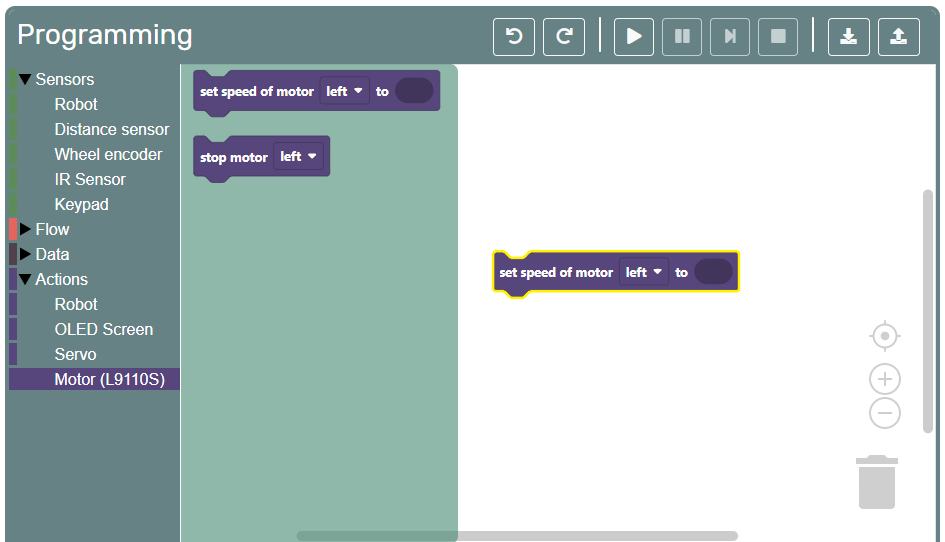 Programming
Sensors
Robot
Distance sensor
Wheel encoder
IR Sensor
Keypad
Flow
Data
Actions
Robot
OLED Screen
Servo
Motor (L9110S)
set speed of motor left to
stop motor left
set speed of motor left to